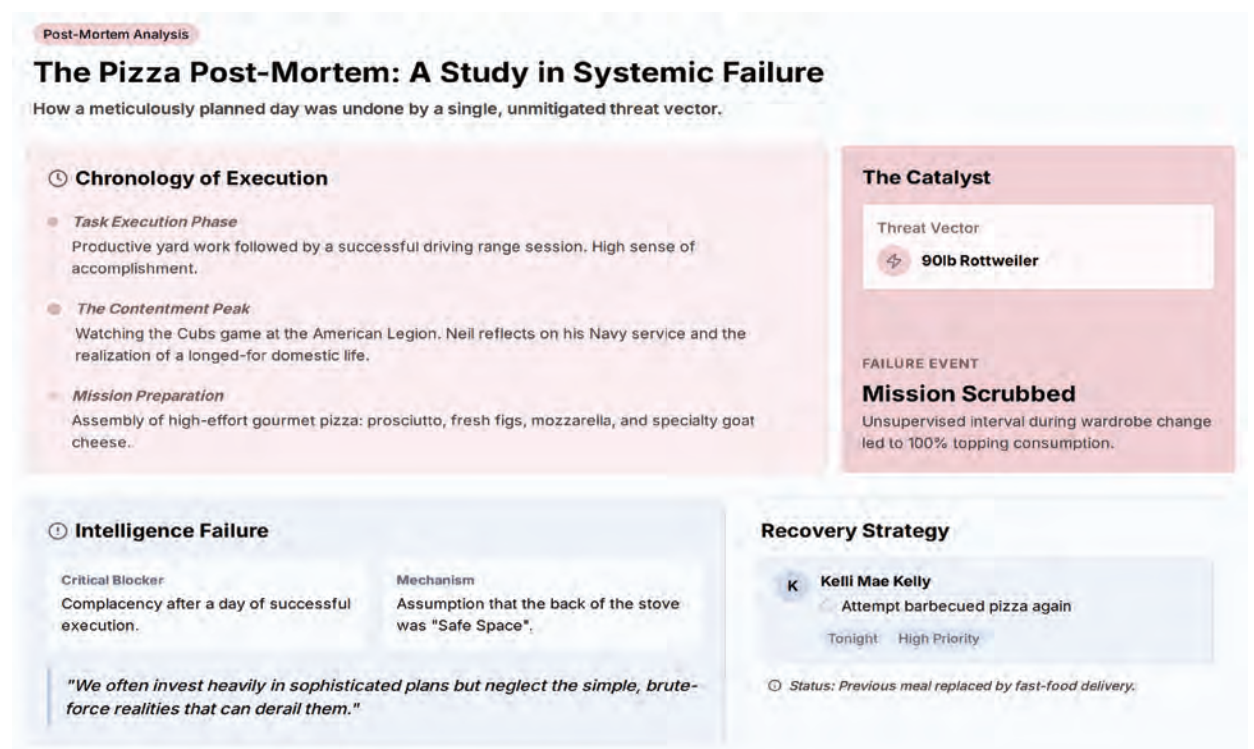 Post-Mortem Analysis
The Pizza Post-Mortem: A Study in Systemic Failure
How a meticulously planned day was undone by a single, unmitigated threat vector.
Chronology of Execution
Task Execution Phase
Productive yard work followed by a successful driving range session. High sense of
accomplishment.
The Contentment Peak
Watching the Cubs game at the American Legion. Neil reflects on his Navy service and the
realization of a longed-for domestic life.
Mission Preparation
Assembly of high-effort gourmet pizza: prosciutto, fresh figs, mozzarella, and specialty goat
cheese.
The Catalyst
Threat Vector
90lb Rottweiler
FAILURE EVENT
Mission Scrubbed
Unsupervised interval during wardrobe change
led to 100% topping consumption.
Intelligence Failure
Critical Blocker
Complacency after a day of successful
execution.
Mechanism
Assumption that the back of the stove
was "Safe Space".
"We often invest heavily in sophisticated plans but neglect the simple, brute-
force realities that can derail them."
Recovery Strategy
K
Kelli Mae Kelly
Attempt barbecued pizza again
Tonight High Priority
Status: Previous meal replaced by fast-food delivery.